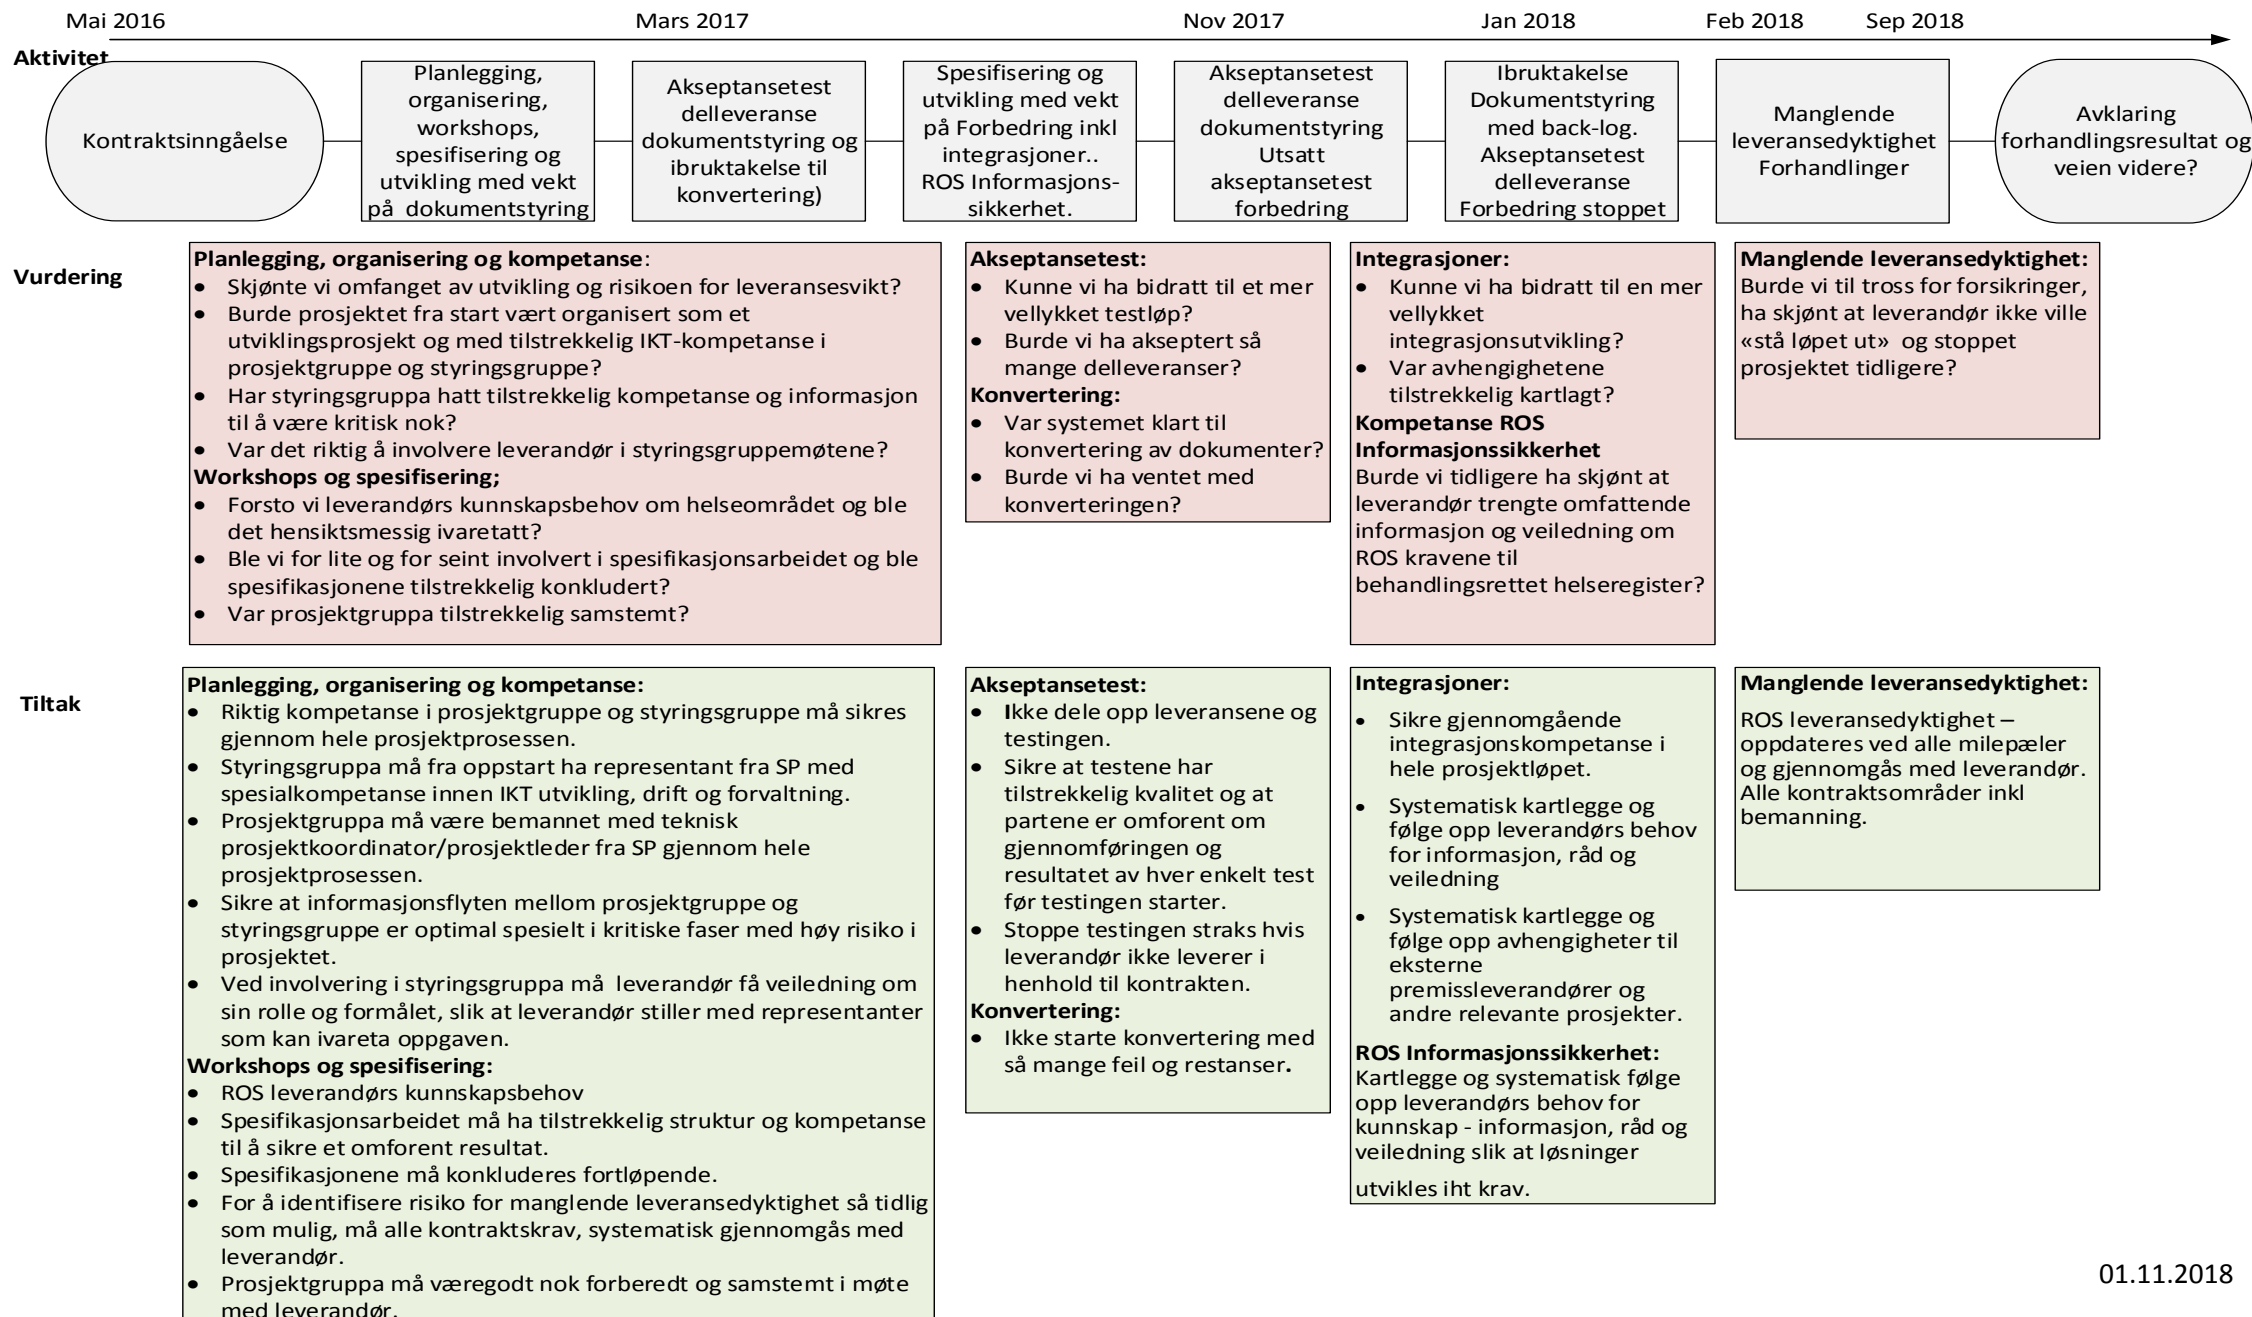 Mai 2016
Mars 2017
Nov 2017
Jan 2018
Feb 2018
Sep 2018
Aktivitet
Kontraktsinngåelse
Planlegging,
organisering,
workshops,
spesifisering og
utvikling med vekt
på dokumentstyring
Akseptansetest
delleveranse
dokumentstyring og
ibruktakelse til
konvertering)
Spesifisering og
utvikling med vekt
på Forbedring inkl
integrasjoner..
ROS Informasjons-
sikkerhet.
Akseptansetest
delleveranse
dokumentstyring
Utsatt
akseptansetest
forbedring
Ibruktakelse
Dokumentstyring
med back-log.
Akseptansetest
delleveranse
Forbedring stoppet
Manglende
leveransedyktighet
Forhandlinger
Avklaring
forhandlingsresultat og
veien videre?
Vurdering
Planlegging, organisering og kompetanse:
• Skjønte vi omfanget av utvikling og risikoen for leveransesvikt?
• Burde prosjektet fra start vært organisert som et
utviklingsprosjekt og med tilstrekkelig IKT-kompetanse i
prosjektgruppe og styringsgruppe?
• Har styringsgruppa hatt tilstrekkelig kompetanse og informasjon
til å være kritisk nok?
• Var det riktig å involvere leverandør i styringsgruppemøtene?
Workshops og spesifisering;
• Forsto vi leverandørs kunnskapsbehov om helseområdet og ble
det hensiktsmessig ivaretatt?
• Ble vi for lite og for seint involvert i spesifikasjonsarbeidet og ble
spesifikasjonene tilstrekkelig konkludert?
• Var prosjektgruppa tilstrekkelig samstemt?
Akseptansetest:
• Kunne vi ha bidratt til et mer
vellykket testløp?
• Burde vi ha akseptert så
mange delleveranser?
Konvertering:
• Var systemet klart til
konvertering av dokumenter?
• Burde vi ha ventet med
konverteringen?
Integrasjoner:
• Kunne vi ha bidratt til en mer
vellykket
integrasjonsutvikling?
• Var avhengighetene
tilstrekkelig kartlagt?
Kompetanse ROS
Informasjonssikkerhet
Burde vi tidligere ha skjønt at
leverandør trengte omfattende
informasjon og veiledning om
ROS kravene til
behandlingsrettet helseregister?
Manglende leveransedyktighet:
Burde vi til tross for forsikringer,
ha skjønt at leverandør ikke ville
«stå løpet ut» og stoppet
prosjektet tidligere?
Tiltak
Planlegging, organisering og kompetanse:
• Riktig kompetanse i prosjektgruppe og styringsgruppe må sikres
gjennom hele prosjektprosessen.
• Styringsgruppa må fra oppstart ha representant fra SP med
spesialkompetanse innen IKT utvikling, drift og forvaltning.
• Prosjektgruppa må være bemannet med teknisk
prosjektkoordinator/prosjektleder fra SP gjennom hele
prosjektprosessen.
• Sikre at informasjonsflyten mellom prosjektgruppe og
styringsgruppe er optimal spesielt i kritiske faser med høy risiko i
prosjektet.
• Ved involvering i styringsgruppa må leverandør få veiledning om
sin rolle og formålet, slik at leverandør stiller med representanter
som kan ivareta oppgaven.
Workshops og spesifisering:
• ROS leverandørs kunnskapsbehov
• Spesifikasjonsarbeidet må ha tilstrekkelig struktur og kompetanse
til å sikre et omforent resultat.
• Spesifikasjonene må konkluderes fortløpende.
• For å identifisere risiko for manglende leveransedyktighet så tidlig
som mulig, må alle kontraktskrav, systematisk gjennomgås med
leverandør.
• Prosjektgruppa må væregodt nok forberedt og samstemt i møte
med leverandør.
Akseptansetest:
• Ikke dele opp leveransene og
testingen.
• Sikre at testene har
tilstrekkelig kvalitet og at
partene er omforent om
gjennomføringen og
resultatet av hver enkelt test
før testingen starter.
• Stoppe testingen straks hvis
leverandør ikke leverer i
henhold til kontrakten.
Konvertering:
• Ikke starte konvertering med
så mange feil og restanser.
Integrasjoner:
• Sikre gjennomgående
integrasjonskompetanse i
hele prosjektløpet.
• Systematisk kartlegge og
følge opp leverandørs behov
for informasjon, råd og
veiledning
• Systematisk kartlegge og
følge opp avhengigheter til
eksterne
premissleverandører og
andre relevante prosjekter.
ROS Informasjonssikkerhet:
Kartlegge og systematisk følge
opp leverandørs behov for
kunnskap - informasjon, råd og
veiledning slik at løsninger
utvikles iht krav.
Manglende leveransedyktighet:
ROS leveransedyktighet –
oppdateres ved alle milepæler
og gjennomgås med leverandør.
Alle kontraktsområder inkl
bemanning.
01.11.2018